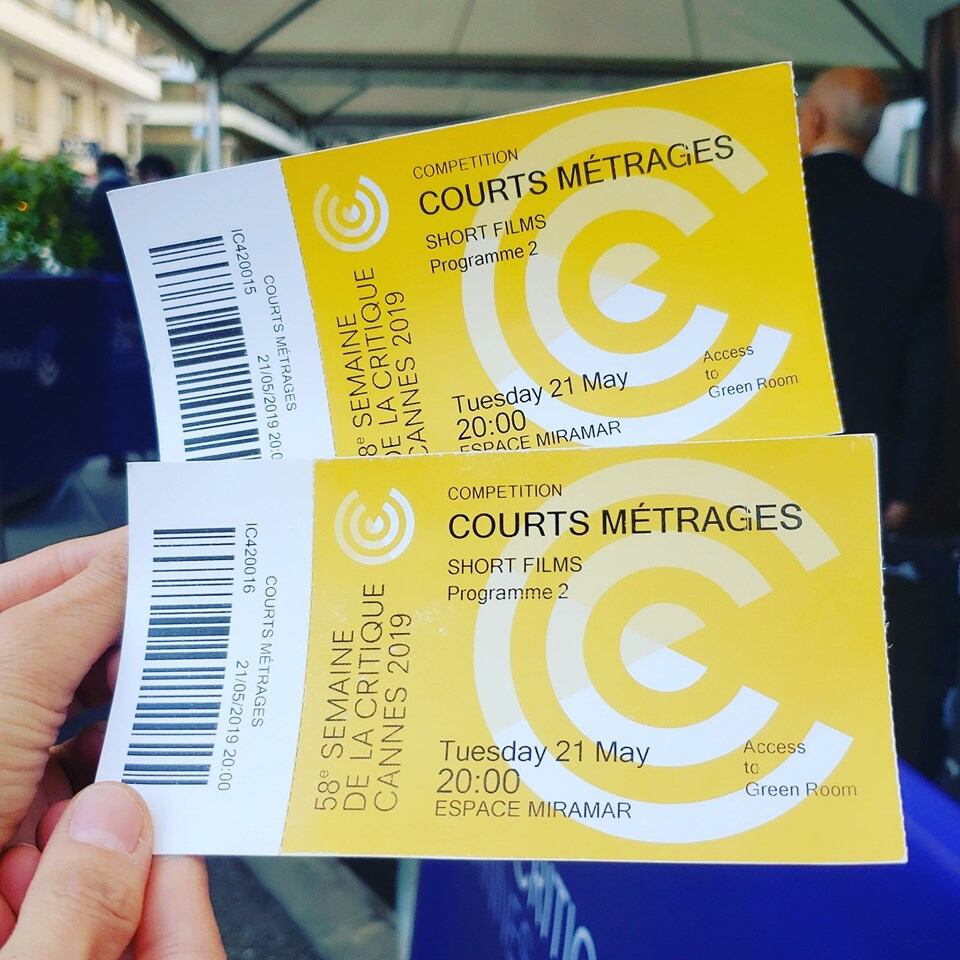 COMPETITION
COURTS MÉTRAGES
SHORT FILMS
Programme 2
Tuesday 21 May
20:00
ESPACE MIRAMAR
Access
to
Green Room
8e SEMAINE
DE LA CRITIQUE
CANNES 2019
IC420015
COURTS MÉTRAGES
21/05/2019 20:0
COMPETITION
COURTS MÉTRAGES
SHORT FILMS
Programme 2
Tuesday 21 May
20:00
ESPACE MIRAMAR
Access
to
Green Room
58e SEMAINE
DE LA CRITIQUE
CANNES 2019
IC420016
COURTS MÉTRAGES
21/05/2019 20:00